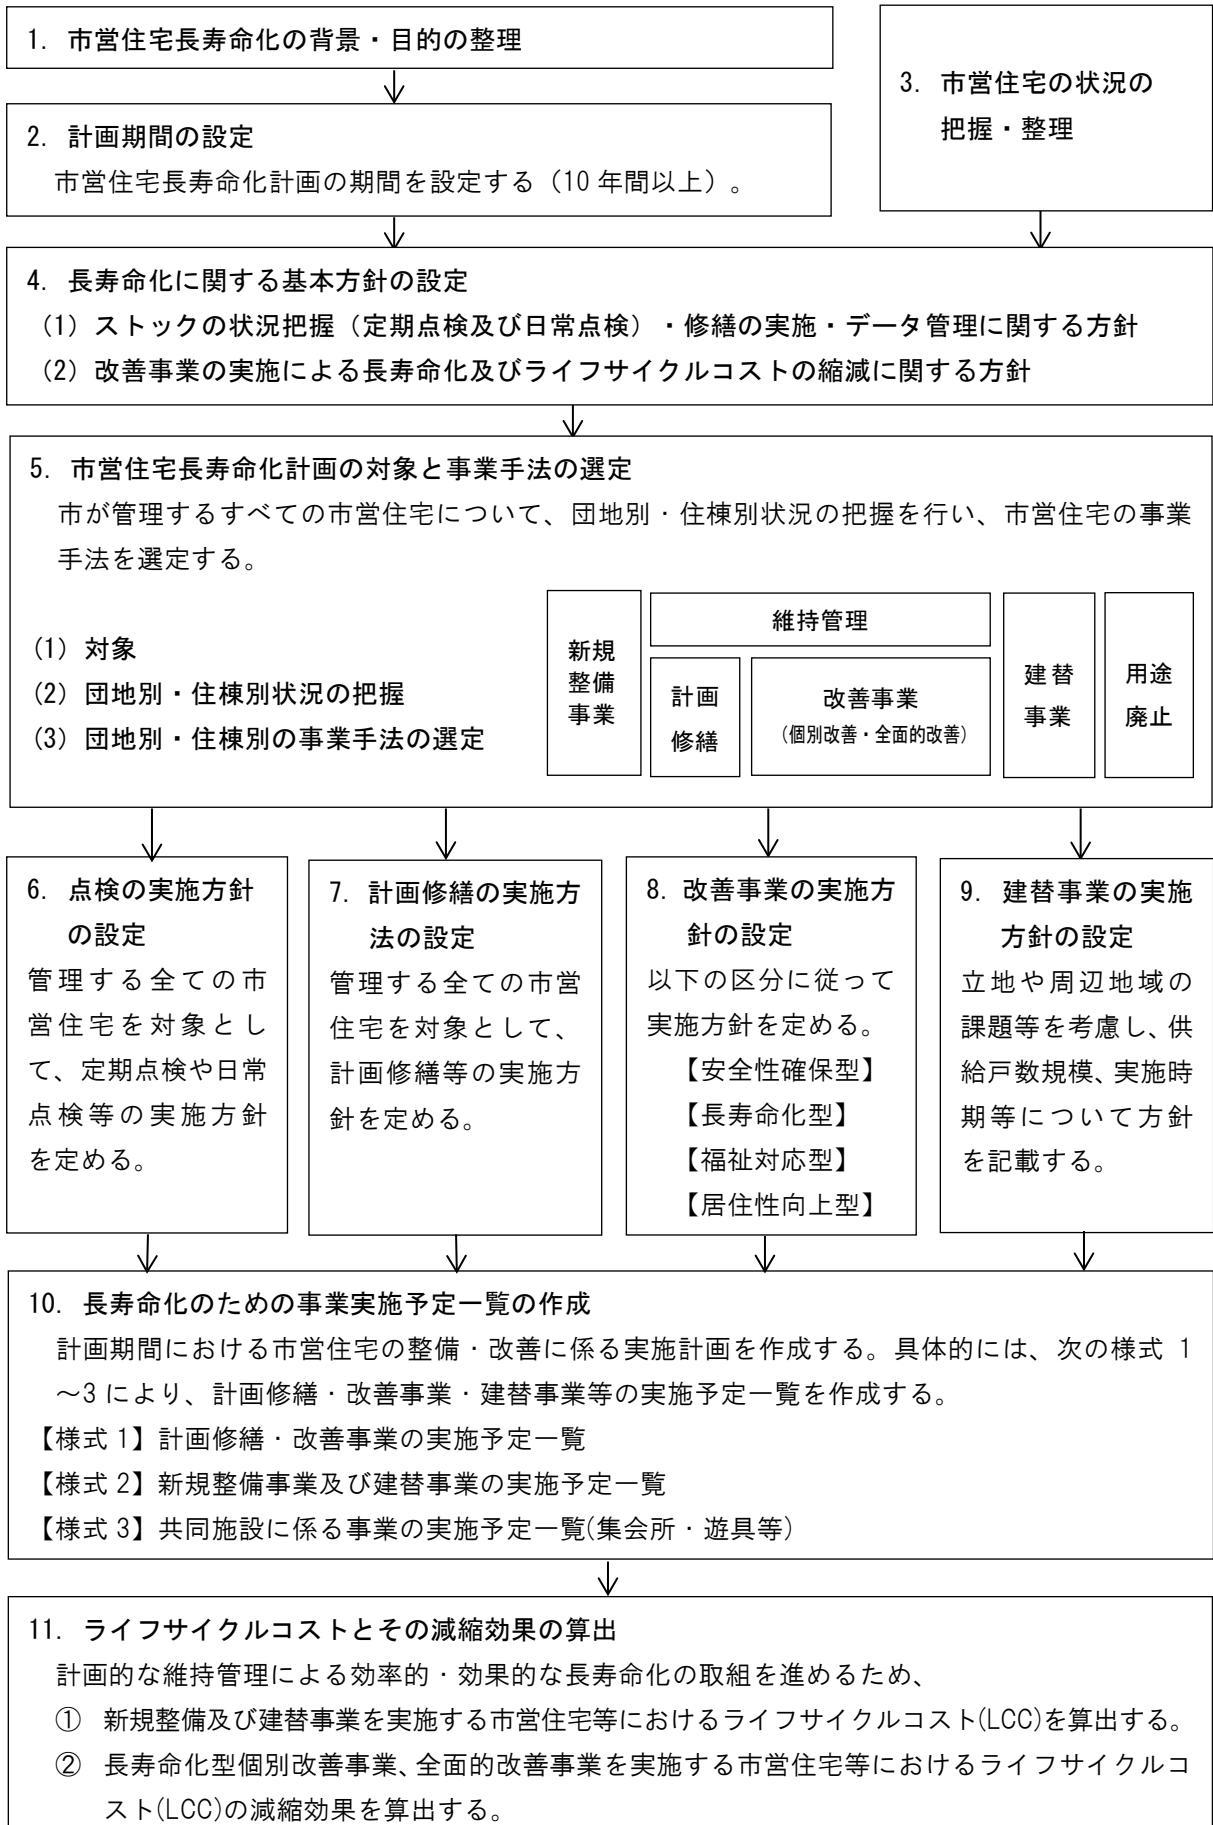 1. 市営住宅長寿命化の背景・目的の整理
2. 計画期間の設定
市営住宅長寿命化計画の期間を設定する（10年間以上）。
3. 市営住宅の状況の
把握・整理
4. 長寿命化に関する基本方針の設定
（1）ストックの状況把握（定期点検及び日常点検）・修繕の実施・データ管理に関する方針
（2）改善事業の実施による長寿命化及びライフサイクルコストの縮減に関する方針
5. 市営住宅長寿命化計画の対象と事業手法の選定
市が管理するすべての市営住宅について、団地別・住棟別状況の把握を行い、市営住宅の事業
手法を選定する。
（1）対象
（2）団地別・住棟別状況の把握
（3）団地別・住棟別の事業手法の選定
新規
整備
事業
維持管理
計画
修繕
改善事業
（個別改善・全面的改善）
建替
事業
用途
廃止
6. 点検の実施方針
の設定
管理する全ての市
営住宅を対象とし
て、定期点検や日常
点検等の実施方針
を定める。
7. 計画修繕の実施方
法の設定
管理する全ての市営
住宅を対象として、
計画修繕等の実施方
針を定める。
8. 改善事業の実施方
針の設定
以下の区分に従って
実施方針を定める。
【安全性確保型】
【長寿命化型】
【福祉対応型】
【居住性向上型】
9. 建替事業の実施
方針の設定
立地や周辺地域の
課題等を考慮し、供
給戸数規模、実施時
期等について方針
を記載する。
10. 長寿命化のための事業実施予定一覧の作成
計画期間における市営住宅の整備・改善に係る実施計画を作成する。具体的には、次の様式 1
～3により、計画修繕・改善事業・建替事業等の実施予定一覧を作成する。
【様式1】計画修繕・改善事業の実施予定一覧
【様式2】新規整備事業及び建替事業の実施予定一覧
【様式3】共同施設に係る事業の実施予定一覧(集会所・遊具等)
11. ライフサイクルコストとその減縮効果の算出
計画的な維持管理による効率的・効果的な長寿命化の取組を進めるため、
① 新規整備及び建替事業を実施する市営住宅等におけるライフサイクルコスト(LCC)を算出する。
② 長寿命化型個別改善事業、全面的改善事業を実施する市営住宅等におけるライフサイクルコ
スト(LCC)の減縮効果を算出する。